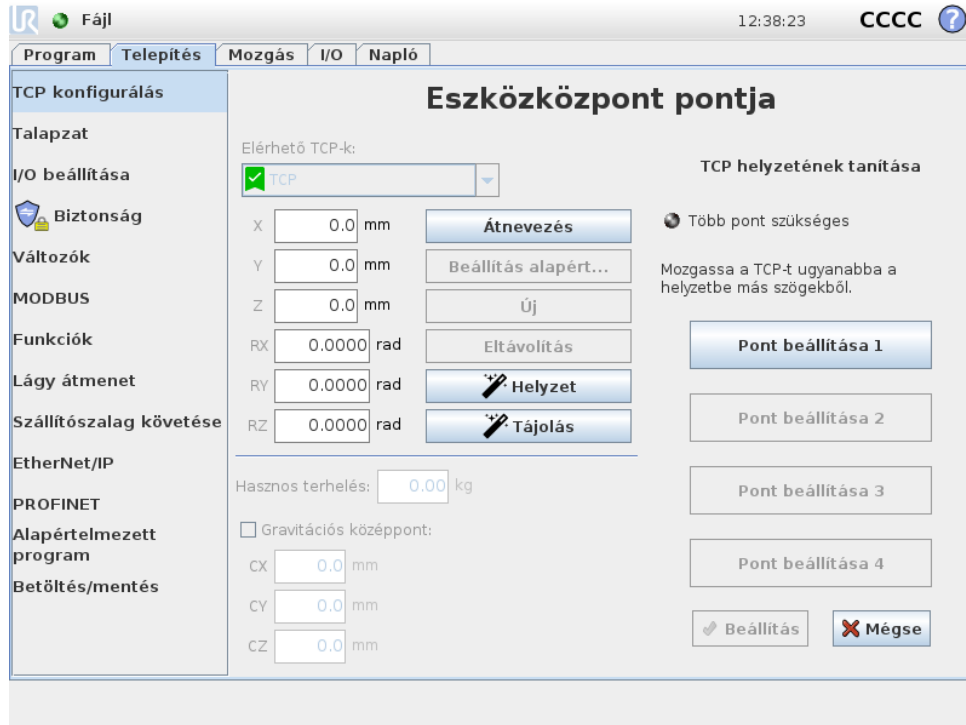 UR Fájl 12:38:23 CCCC ?
Program Telepítés Mozgás I/O Napló
TCP konfigurálás
Talapzat
I/O beállítása
Biztonság
Változók
MODBUS
Funkciók
Lágy átmenet
Szállítószalag követése
EtherNet/IP
PROFINET
Alapértelmezett
program
Betöltés/mentés
Eszközközpont pontja
Elérhető TCP-k:
TCP
X 0.0 mm Átnevezés
Y 0.0 mm Beállítás alapért...
Z 0.0 mm Új
RX 0.0000 rad Eltávolítás
RY 0.0000 rad Helyzet
RZ 0.0000 rad Tájolás
Hasznos terhelés: 0.00 kg
Gravitációs középpont:
CX 0.0 mm
CY 0.0 mm
CZ 0.0 mm
TCP helyzetének tanítása
Több pont szükséges
Mozgassa a TCP-t ugyanabba a
helyzetbe más szögekből.
Pont beállítása 1
Pont beállítása 2
Pont beállítása 3
Pont beállítása 4
Beállítás Mégse